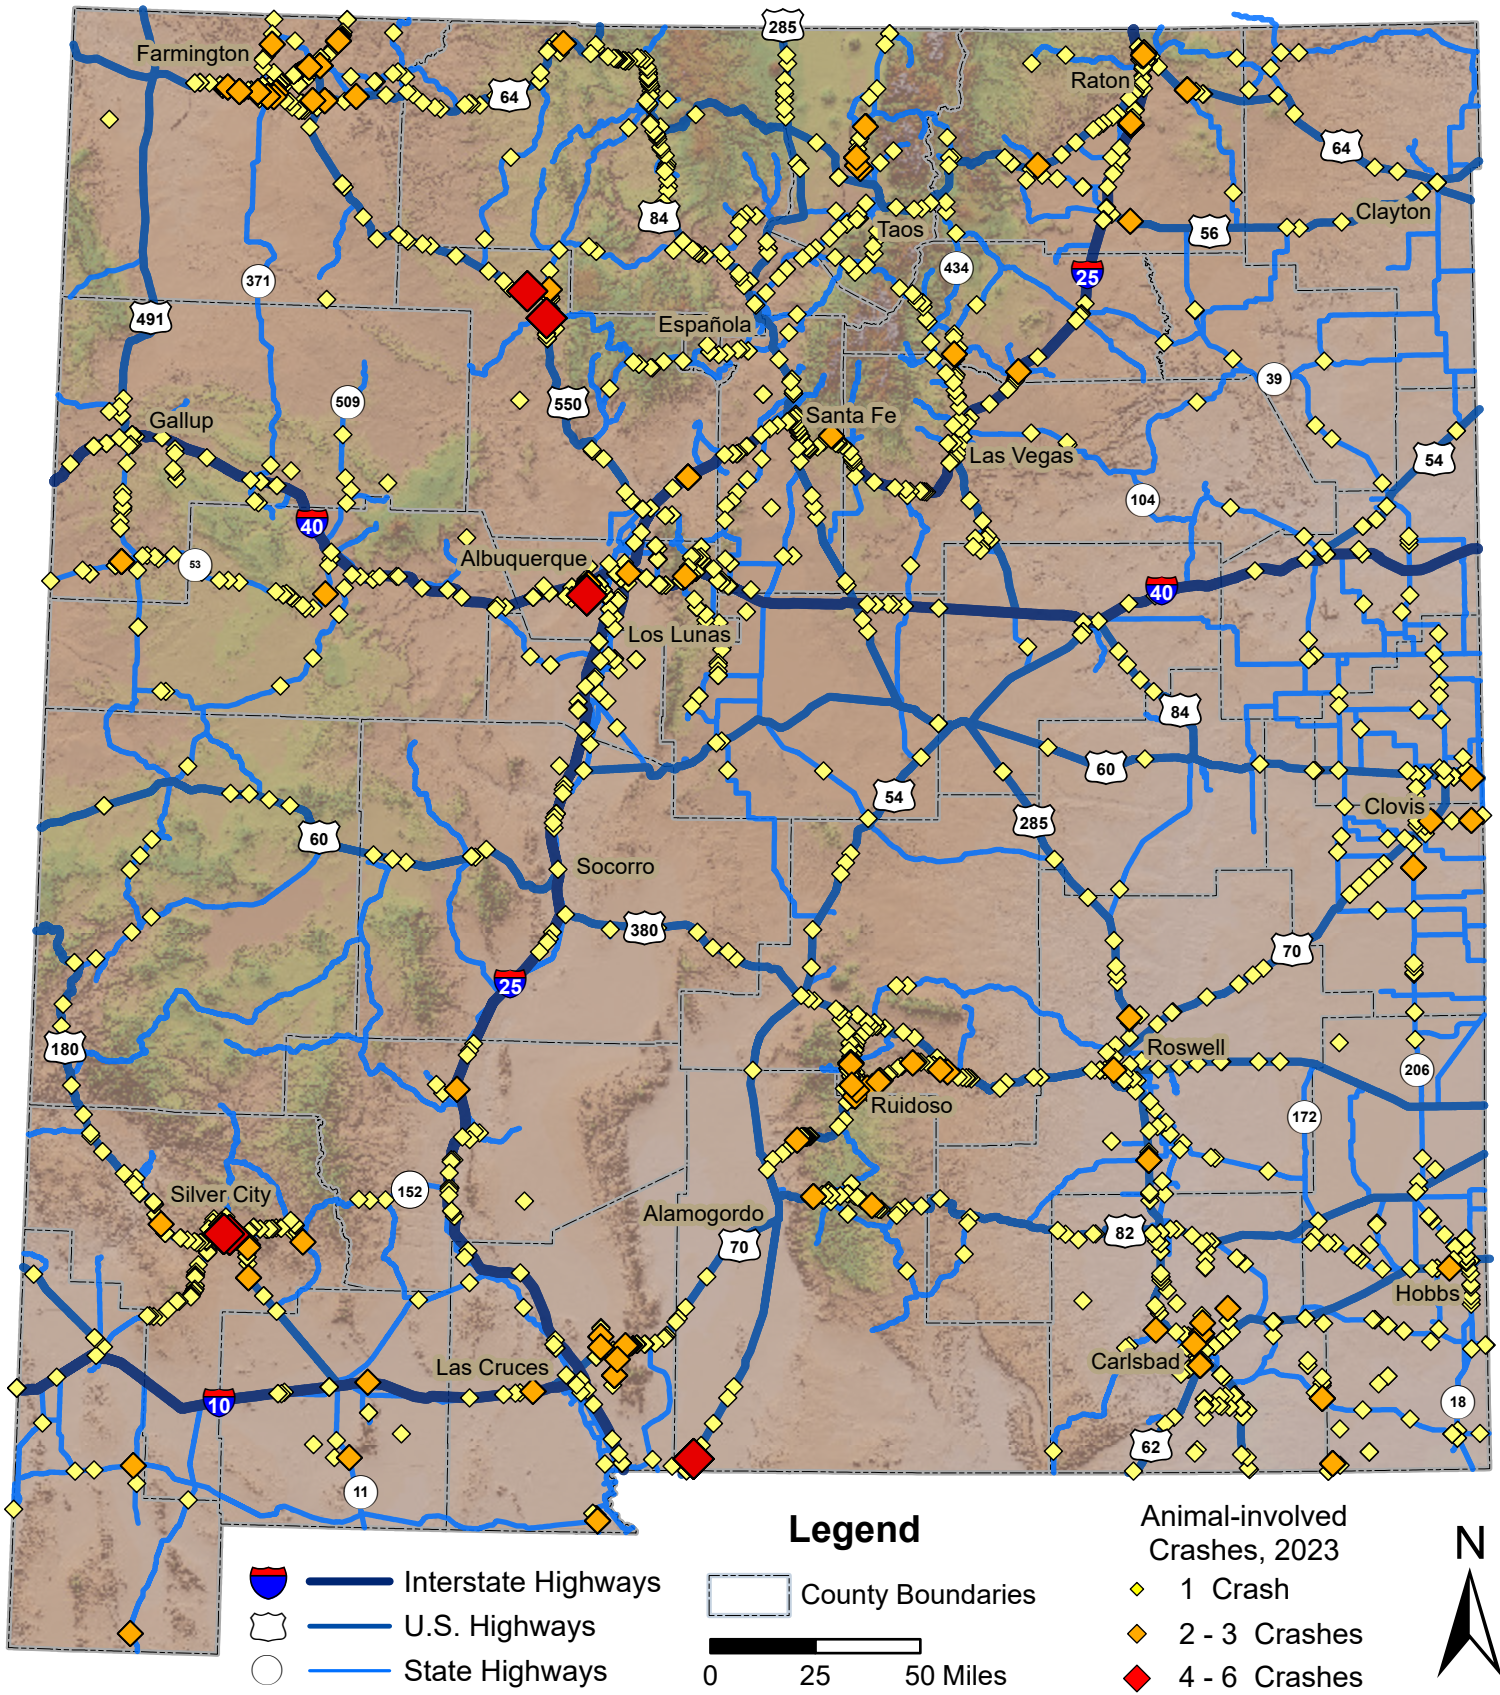 285
Farmington
Raton
64
64
84
Taos
Clayton
56
434
371
25
491
Española
509
550
39
Gallup
Santa Fe
Las Vegas
54
104
40
Albuquerque
53
40
Los Lunas
84
60
54
Clovis
60
285
Socorro
380
70
25
180
Roswell
206
Ruidoso
172
Silver City
152
Alamogordo
70
82
Hobbs
Las Cruces
Carlsbad
10
18
62
11
Legend
Interstate Highways
U.S. Highways
State Highways
County Boundaries
0 25 50 Miles
Animal-involved
Crashes, 2023
1 Crash
2 - 3 Crashes
4 - 6 Crashes
N